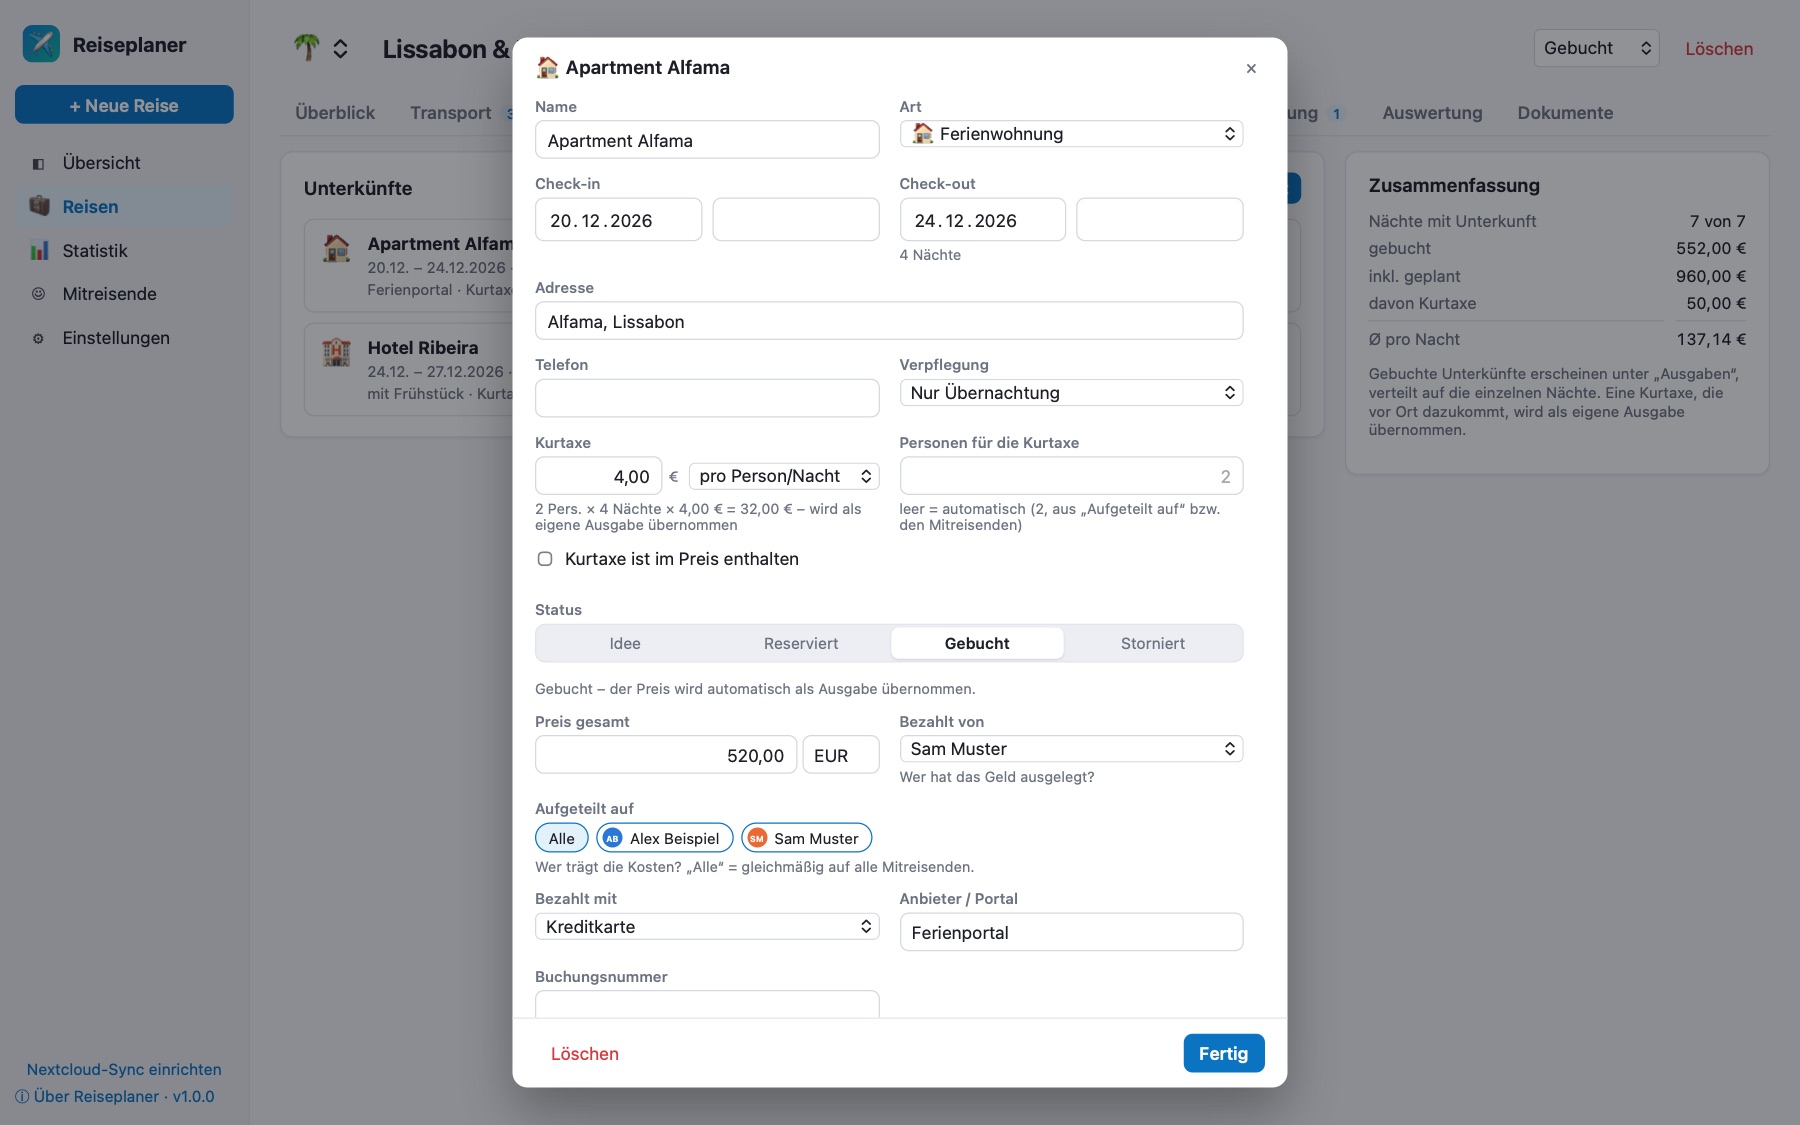 Reiseplaner
+ Neue Reise
Übersicht
Reisen
Statistik
Mitreisende
Einstellungen
Nextcloud-Sync einrichten
Über Reiseplaner · v1.0.0
Lissabon &
Gebucht
Löschen
Überblick
Transport
1
Auswertung
Dokumente
Unterkünfte
Apartment Alfam
20.12. – 24.12.2026
Ferienportal · Kurtax
Hotel Ribeira
24.12. – 27.12.2026 ·
mit Frühstück · Kurta
Apartment Alfama
×
Name
Apartment Alfama
Art
Ferienwohnung
Check-in
20.12.2026
Check-out
24.12.2026
4 Nächte
Adresse
Alfama, Lissabon
Telefon
Verpflegung
Nur Übernachtung
Kurtaxe
4,00 € pro Person/Nacht
2 Pers. × 4 Nächte × 4,00 € = 32,00 € – wird als
eigene Ausgabe übernommen
Personen für die Kurtaxe
2
leer = automatisch (2, aus „Aufgeteilt auf“ bzw.
den Mitreisenden)
Kurtaxe ist im Preis enthalten
Status
Idee
Reserviert
Gebucht
Storniert
Gebucht – der Preis wird automatisch als Ausgabe übernommen.
Preis gesamt
520,00 EUR
Bezahlt von
Sam Muster
Wer hat das Geld ausgelegt?
Aufgeteilt auf
Alle
AB Alex Beispiel
SM Sam Muster
Wer trägt die Kosten? „Alle“ = gleichmäßig auf alle Mitreisenden.
Bezahlt mit
Kreditkarte
Anbieter / Portal
Ferienportal
Buchungsnummer
Löschen
Fertig
Zusammenfassung
Nächte mit Unterkunft 7 von 7
gebucht 552,00 €
inkl. geplant 960,00 €
davon Kurtaxe 50,00 €
Ø pro Nacht 137,14 €
Gebuchte Unterkünfte erscheinen unter „Ausgaben“,
verteilt auf die einzelnen Nächte. Eine Kurtaxe, die
vor Ort dazukommt, wird als eigene Ausgabe
übernommen.